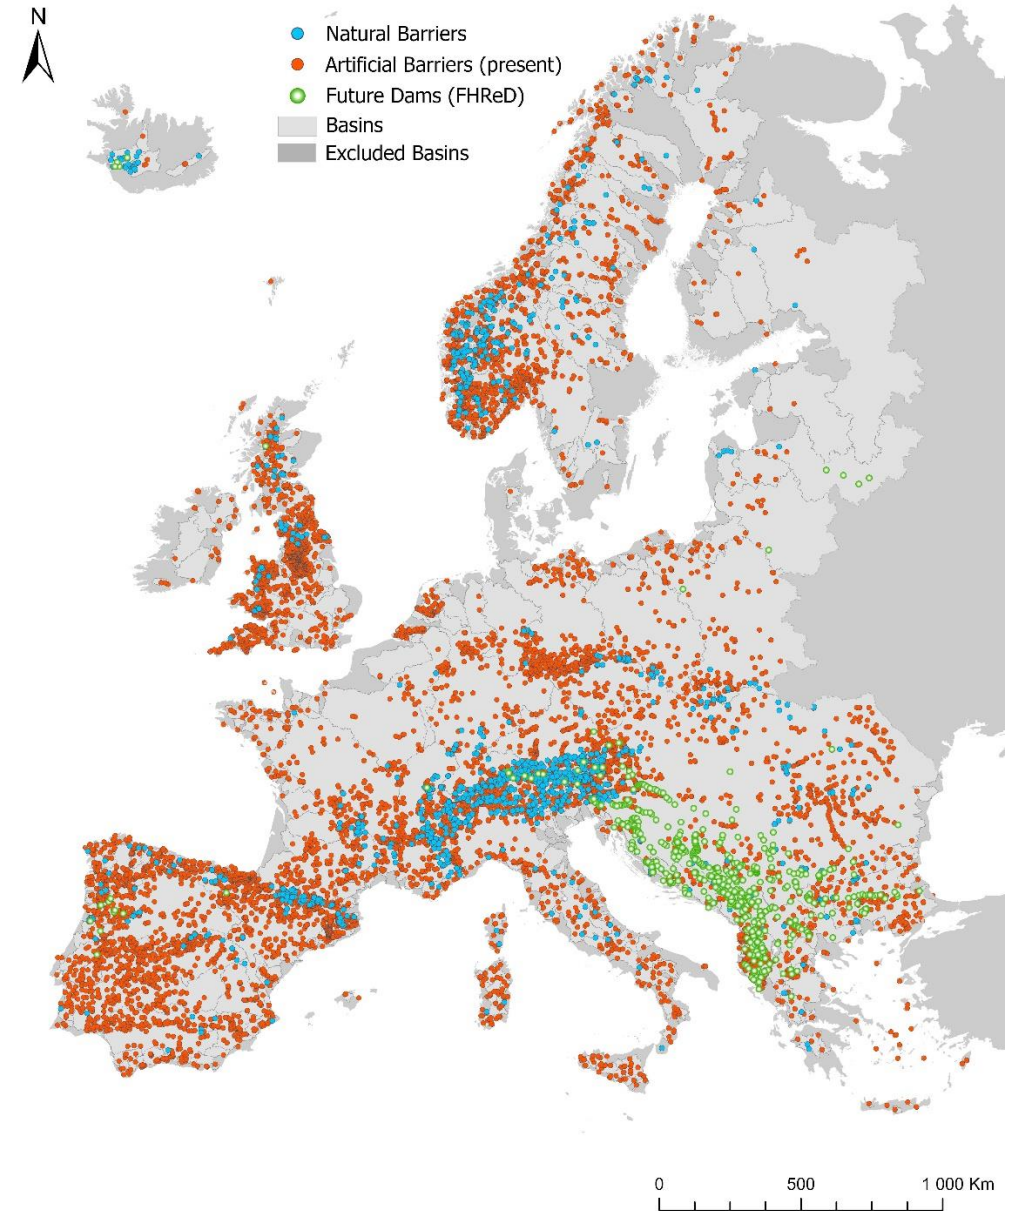 N
Natural Barriers
Artificial Barriers (present)
Future Dams (FHReD)
Basins
Excluded Basins
0 500 1 000 Km